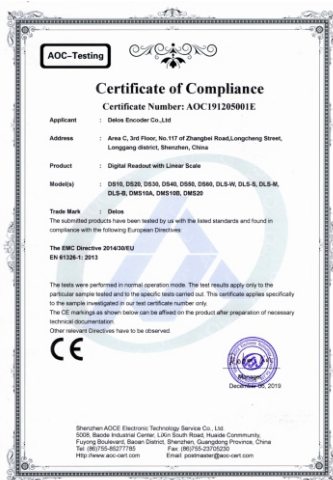 AOC-Testing
Certificate of Compliance
Certificate Number: AOC191205001E
Applicant : Delos Encoder Co.,Ltd
Address : Area C, 3rd Floor, No.117 of Zhangbei Road,Longcheng Street,
Longgang district, Shenzhen, China
Product : Digital Readout with Linear Scale
Model(s) : DS10, DS20, DS30, DS40, DS50, DS60, DLS-W, DLS-S, DLS-M,
DLS-B, DMS10A, DMS10B, DMS20
Trade Mark : Delos
The submitted products have been tested by us with the listed standards and found in
compliance with the following European Directives:
The EMC Directive 2014/30/EU
EN 61326-1: 2013
The tests were performed in normal operation mode. The test results apply only to the
particular sample tested and to the specific tests carried out. This certificate applies specifically
to the sample investigated in our test certificate number only.
The CE markings as shown below can be affixed on the product after preparation of necessary
technical documentation.
Other relevant Directives have to be observed.
CE
Manager
December 05, 2019
Shenzhen AOCE Electronic Technology Service Co., Ltd.
5008, Baode Industrial Center, LiXin South Road, Huaide Community,
Fuyong Boulevard, Baoan District, Shenzhen, Guangdong Province, China
Tel: (86)755-85277785 Fax: (86)755-23705230
Http://www.aoc-cert.com Email: postmaster@aoc-cert.com